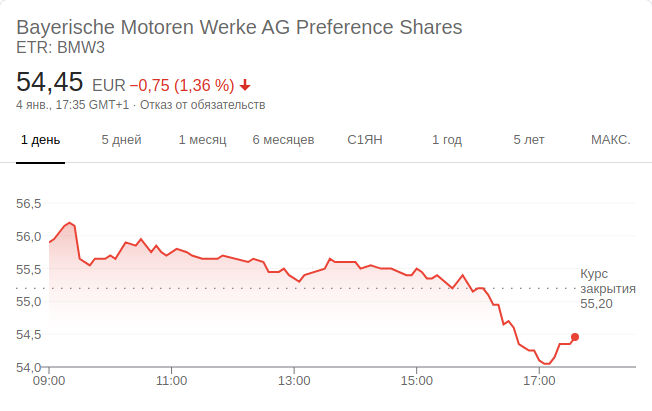 Bayerische Motoren Werke AG Preference Shares
ETR: BMW3
54,45 EUR −0,75 (1,36 %)
4 янв., 17:35 GMT+1 · Отказ от обязательств
1 день 5 дней 1 месяц 6 месяцев С1ЯН 1 год 5 лет МАКС.
56,5
56,0
55,5
55,0
54,5
54,0
Курс
закрытия
55,20
09:00 11:00 13:00 15:00 17:00